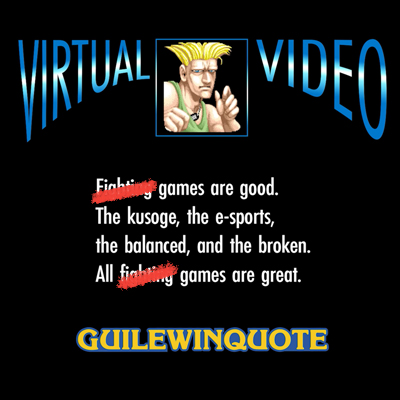 VIRTUAL VIDEO
Fighting games are good.
The kusoge, the e-sports,
the balanced, and the broken.
All fighting games are great.
GUILEWINQUOTE